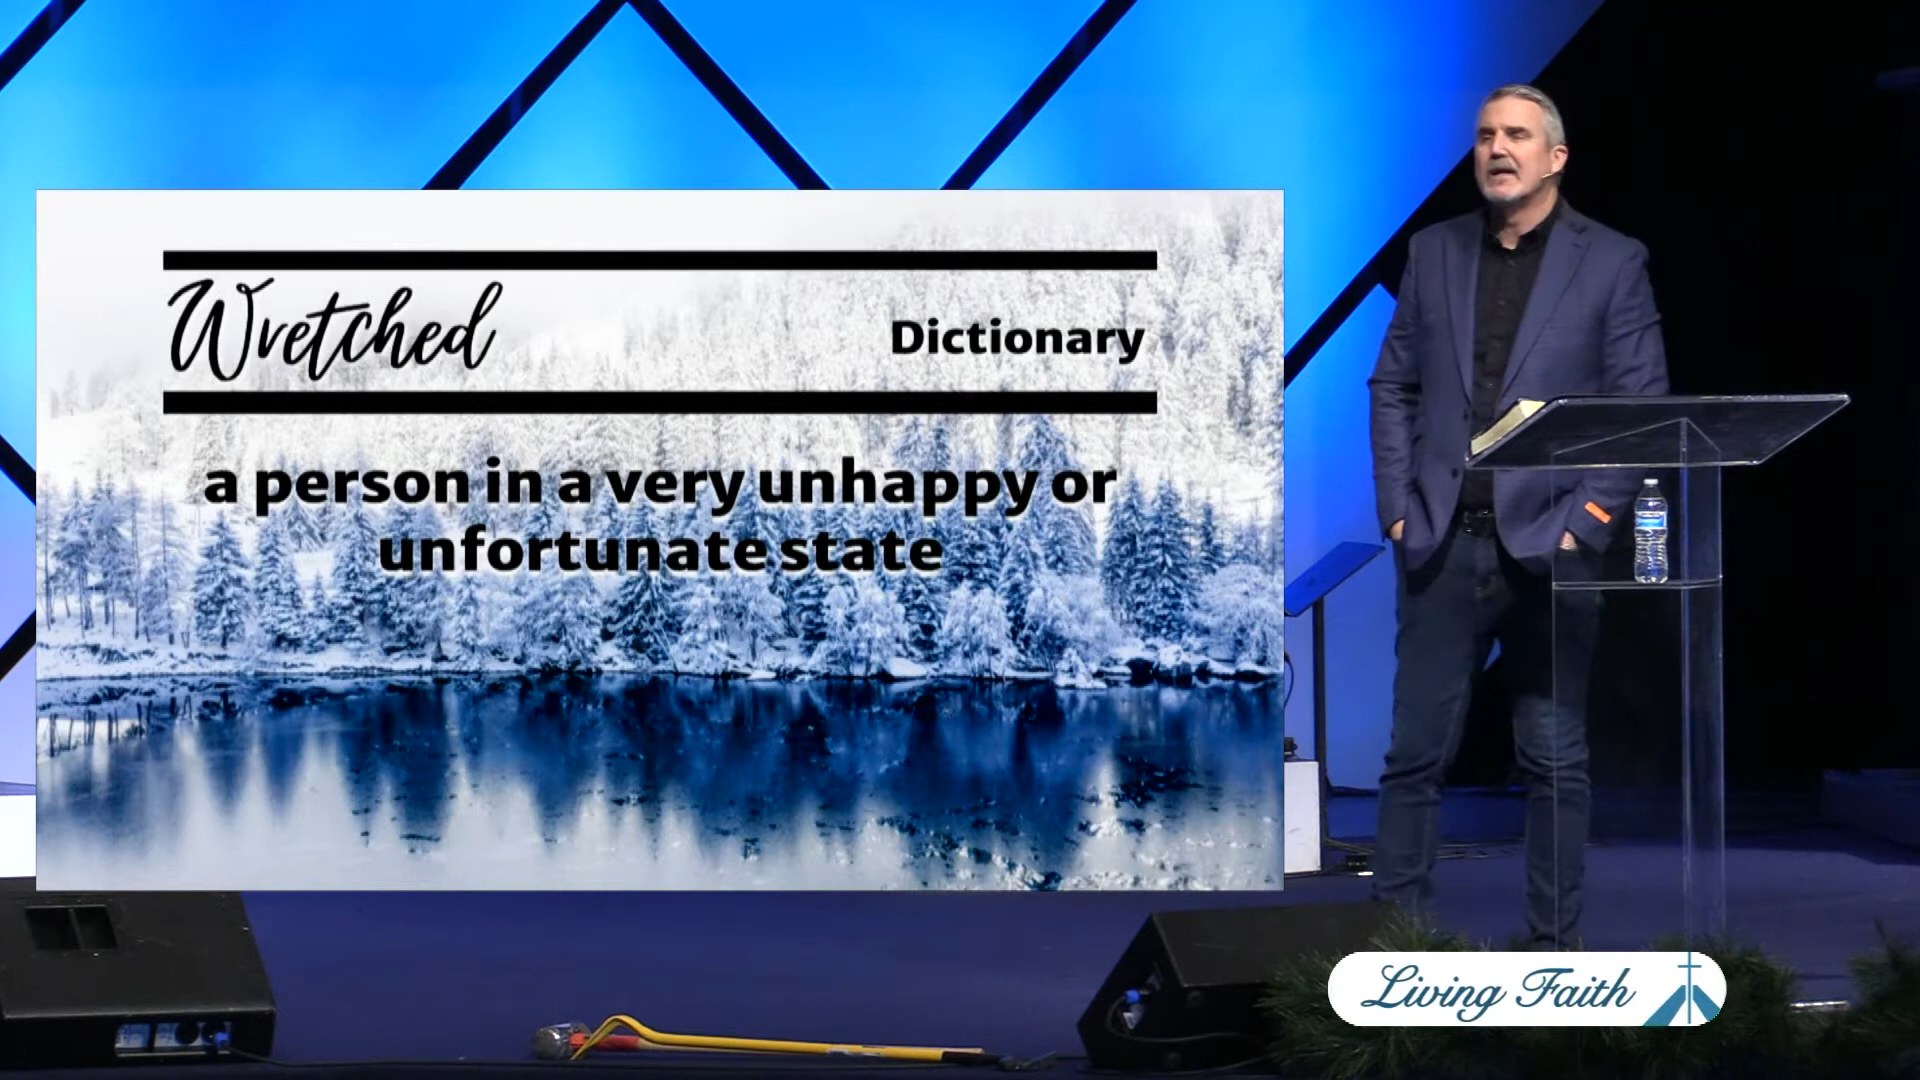 Wretched
Dictionary
a person in a very unhappy or
unfortunate state
Living Faith